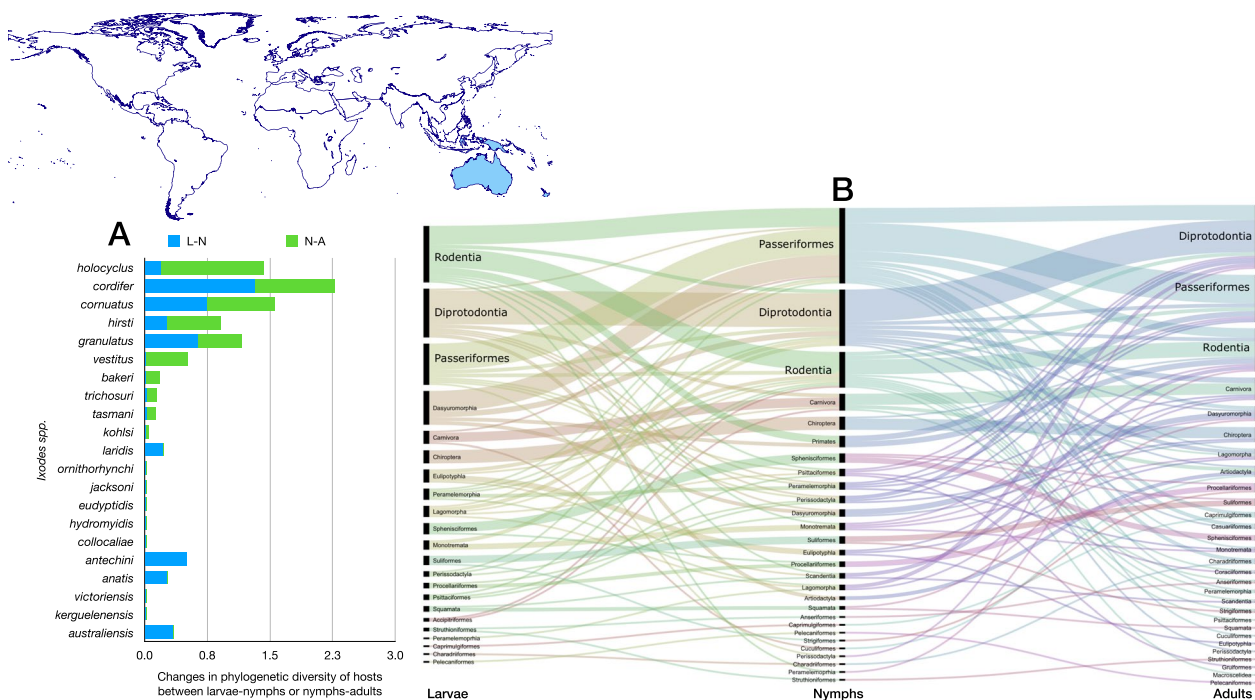 A
L-N
N-A
holocyclus
cordifer
cornuatus
hirsti
granulatus
vestitus
bakeri
trichosuri
tasmani
kohlsi
laridis
ornithorhynchi
jacksoni
eudyptidis
hydromyidis
collocaliae
antechini
anatis
victoriensis
kerguelenensis
australiensis
Ixodes spp.
0.0 0.8 1.5 2.3 3.0
Changes in phylogenetic diversity of hosts
between larvae-nymphs or nymphs-adults
B
Rodentia
Diprotodontia
Passeriformes
Dasyuromorphia
Carnivora
Chiroptera
Eulipotyphla
Peramelemorphia
Lagomorpha
Sphenisciformes
Monotremata
Suliformes
Perissodactyla
Procellariiformes
Psittaciformes
Squamata
Accipitriformes
Struthioniformes
Peramelemoprhia
Caprimulgiformes
Charadriiformes
Pelecaniformes
Larvae
Passeriformes
Diprotodontia
Rodentia
Carnivora
Chiroptera
Primates
Sphenisciformes
Psittaciformes
Peramelemorphia
Perissodactyla
Dasyuromorphia
Monotremata
Suliformes
Eulipotyphla
Procellariiformes
Scandentia
Lagomorpha
Artiodactyla
Squamata
Anseriformes
Caprimulgiformes
Pelecaniformes
Strigiformes
Cuculiformes
Perissodactyla
Charadriiformes
Peramelemorphia
Struthioniformes
Nymphs
Diprotodontia
Passeriformes
Rodentia
Carnivora
Dasyuromorphia
Chiroptera
Lagomorpha
Artiodactyla
Procellariiformes
Suliformes
Caprimulgiformes
Casuariiformes
Sphenisciformes
Monotremata
Charadriiformes
Coraciiformes
Anseriformes
Peramelemorphia
Scandentia
Strigiformes
Psittaciformes
Squamata
Cuculiformes
Eulipotyphla
Perissodactyla
Struthioniformes
Gruiformes
Macroscelides
Pelecaniformes
Adults